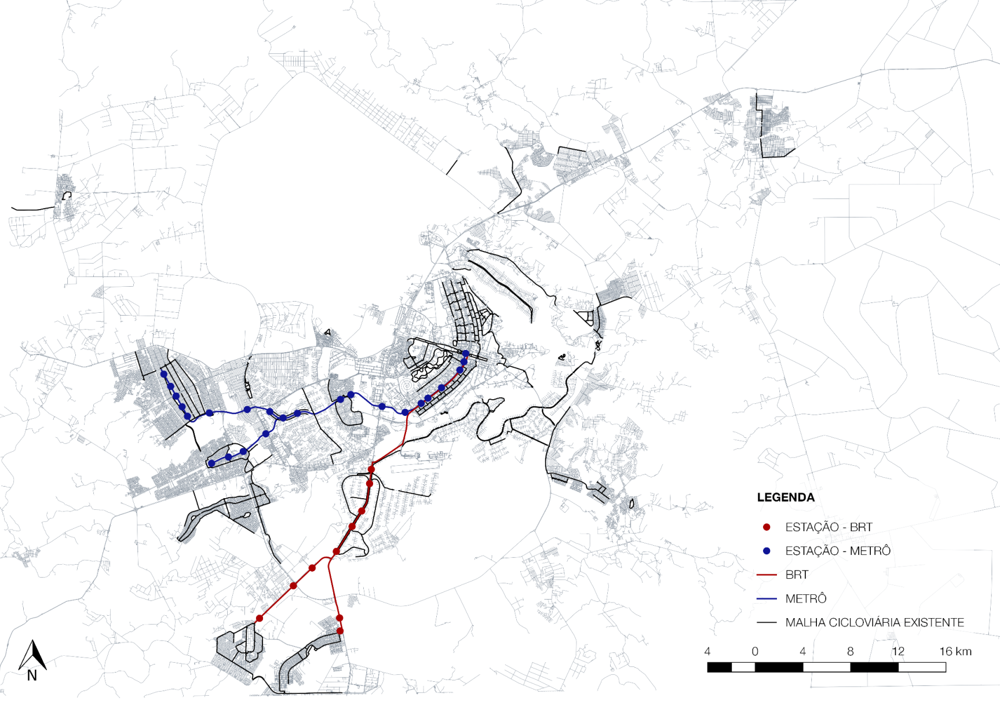 LEGENDA
ESTAÇÃO - BRT
ESTAÇÃO - METRÔ
BRT
METRÔ
MALHA CICLOVIÁRIA EXISTENTE
4 0 4 8 12 16 km
N